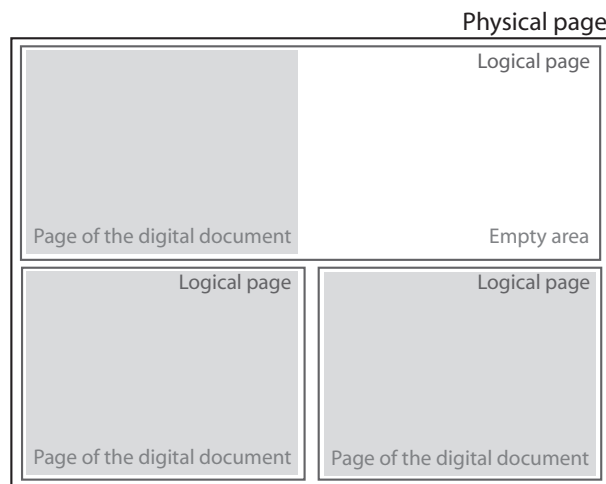 Physical page
Logical page
Page of the digital document
Empty area
Logical page
Logical page
Page of the digital document
Page of the digital document